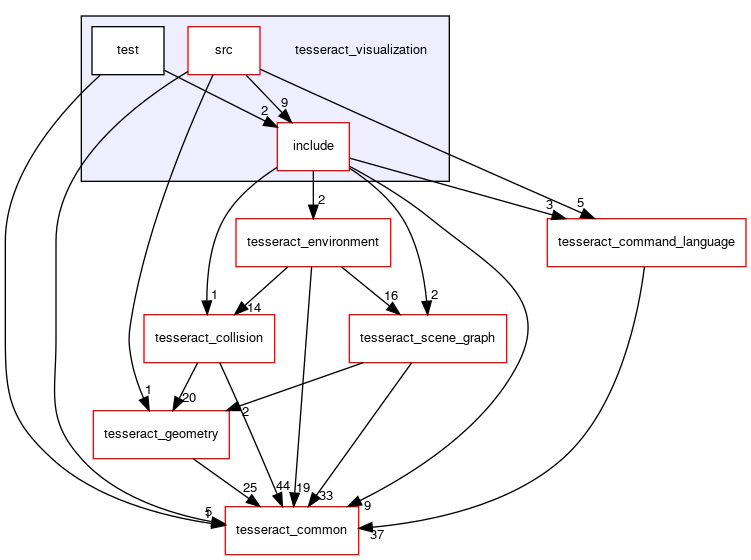 test
src
tesseract_visualization
2
9
include
2
3
5
tesseract_environment
tesseract_command_language
1
14
16
2
tesseract_collision
tesseract_scene_graph
1
20
2
tesseract_geometry
25
44
19
33
9
5
tesseract_common
37